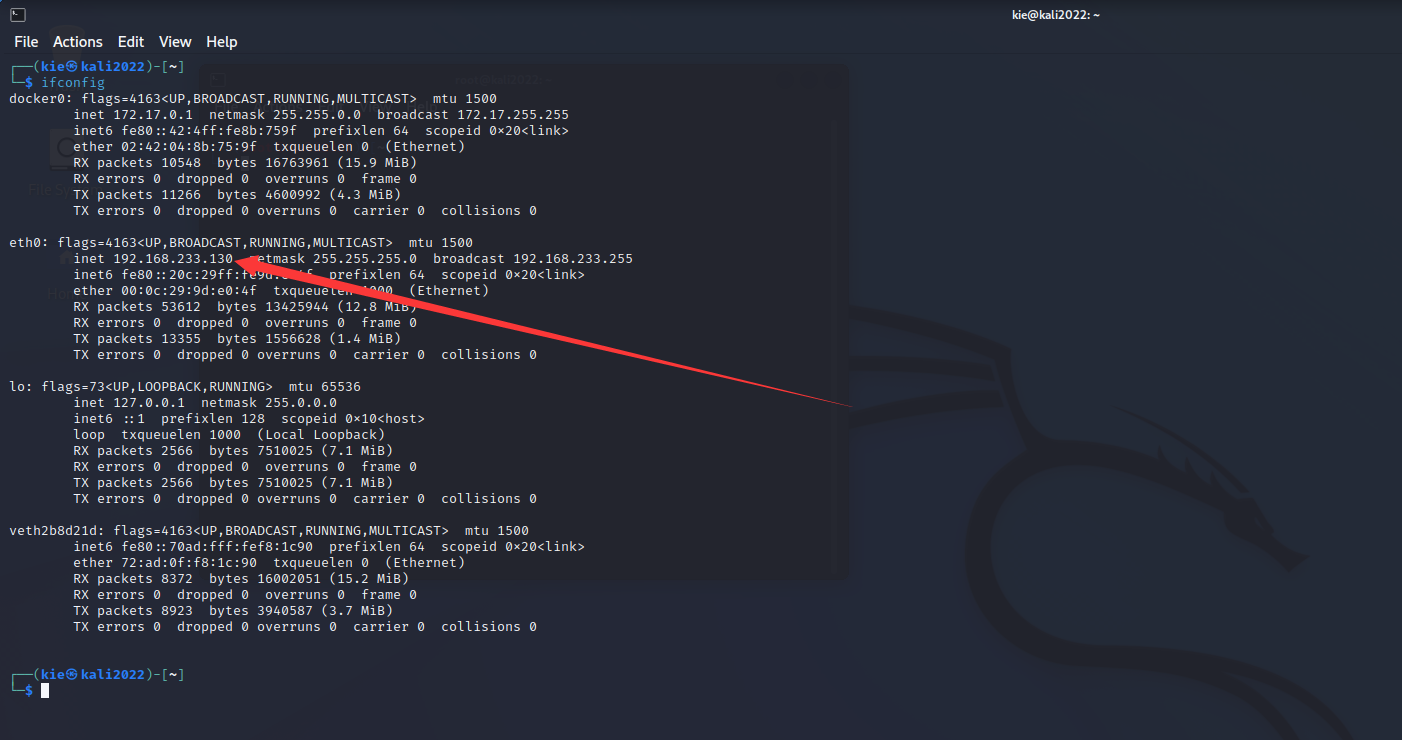 kie@kali2022: ~
File Actions Edit View Help
┌──(kie㉿kali2022)-[~]
└─$ ifconfig
docker0: flags=4163<UP,BROADCAST,RUNNING,MULTICAST>  mtu 1500
        inet 172.17.0.1  netmask 255.255.0.0  broadcast 172.17.255.255
        inet6 fe80::42:4ff:fe8b:759f  prefixlen 64  scopeid 0×20<link>
        ether 02:42:04:8b:75:9f  txqueuelen 0  (Ethernet)
        RX packets 10548  bytes 16763961 (15.9 MiB)
        RX errors 0  dropped 0  overruns 0  frame 0
        TX packets 11266  bytes 4600992 (4.3 MiB)
        TX errors 0  dropped 0 overruns 0  carrier 0  collisions 0
eth0: flags=4163<UP,BROADCAST,RUNNING,MULTICAST>  mtu 1500
        inet 192.168.233.130  netmask 255.255.255.0  broadcast 192.168.233.255
        inet6  prefixlen 64  scopeid 0×20<link>
        ether 00:0c:29:9d:e0:4f  txqueuelen 1000  (Ethernet)
        RX packets 53612  bytes 13425944 (12.8 MiB)
        RX errors 0  dropped 0  overruns 0  frame 0
        TX packets 13355  bytes 1556628 (1.4 MiB)
        TX errors 0  dropped 0 overruns 0  carrier 0  collisions 0
lo: flags=73<UP,LOOPBACK,RUNNING>  mtu 65536
        inet 127.0.0.1  netmask 255.0.0.0
        inet6 ::1  prefixlen 128  scopeid 0×10<host>
        loop  txqueuelen 1000  (Local Loopback)
        RX packets 2566  bytes 7510025 (7.1 MiB)
        RX errors 0  dropped 0  overruns 0  frame 0
        TX packets 2566  bytes 7510025 (7.1 MiB)
        TX errors 0  dropped 0 overruns 0  carrier 0  collisions 0
veth2b8d21d: flags=4163<UP,BROADCAST,RUNNING,MULTICAST>  mtu 1500
        inet6 fe80::70ad:fff:fef8:1c90  prefixlen 64  scopeid 0×20<link>
        ether 72:ad:0f:f8:1c:90  txqueuelen 0  (Ethernet)
        RX packets 8372  bytes 16002051 (15.2 MiB)
        RX errors 0  dropped 0  overruns 0  frame 0
        TX packets 8923  bytes 3940587 (3.7 MiB)
        TX errors 0  dropped 0 overruns 0  carrier 0  collisions 0
┌──(kie㉿kali2022)-[~]
└─$